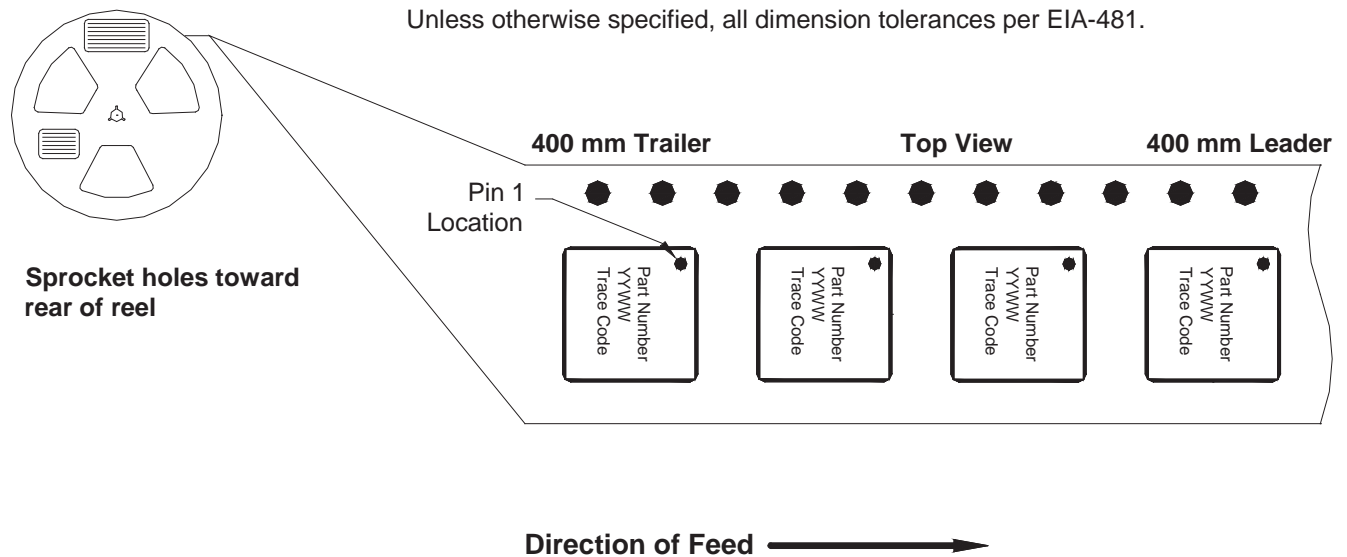 Unless otherwise specified, all dimension tolerances per EIA-481.
400 mm Trailer
Top View
400 mm Leader
Pin 1
Location
Sprocket holes toward
rear of reel
Part Number
YYWW
Trace Code
Part Number
YYWW
Trace Code
Part Number
YYWW
Trace Code
Part Number
YYWW
Trace Code
Direction of Feed